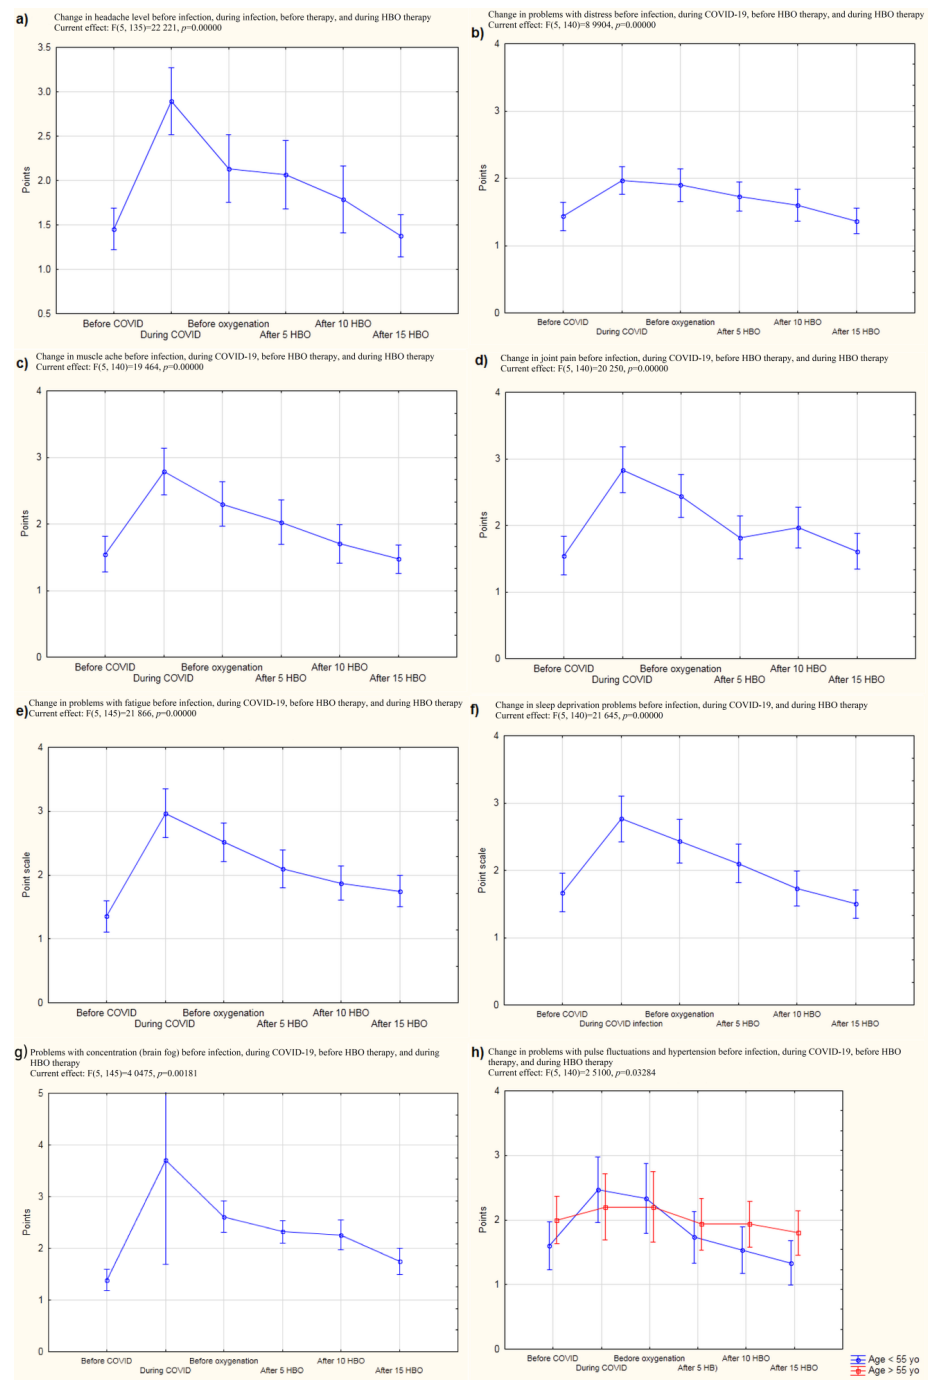 a)
Change in headache level before infection, during infection, before therapy, and during HBO therapy
Current effect: F(5, 135)=22 221, p=0.00000
3.5
3.0
2.5
2.0
1.5
1.0
0.5
Points
Before COVID
During COVID
Before oxygenation
After 5 HBO
After 10 HBO
After 15 HBO
b)
Change in problems with distress before infection, during COVID-19, before HBO therapy, and during HBO therapy
Current effect: F(5, 140)=8 9904, p=0.00000
4
3
2
1
0
Points
Before COVID
During COVID
Before oxygenation
After 5 HBO
After 10 HBO
After 15 HBO
c)
Change in muscle ache before infection, during COVID-19, before HBO therapy, and during HBO therapy
Current effect: F(5, 140)=19 464, p=0.00000
4
3
2
1
0
Points
Before COVID
During COVID
Before oxygenation
After 5 HBO
After 10 HBO
After 15 HBO
d)
Change in joint pain before infection, during COVID-19, before HBO therapy, and during HBO therapy
Current effect: F(5, 140)=20 250, p=0.00000
4
3
2
1
0
Points
Before COVID
During COVID
Before oxygenation
After 5 HBO
After 10 HBO
After 15 HBO
e)
Change in problems with fatigue before infection, during COVID-19, before HBO therapy, and during HBO therapy
Current effect: F(5, 145)=21 866, p=0.00000
4
3
2
1
0
Point scale
Before COVID
During COVID
Before oxygenation
After 5 HBO
After 10 HBO
After 15 HBO
f)
Change in sleep deprivation problems before infection, during COVID-19, and during HBO therapy
Current effect: F(5, 140)=21 645, p=0.00000
4
3
2
1
0
Point scale
Before COVID
During COVID infection
Before oxygenation
After 5 HBO
After 10 HBO
After 15 HBO
g)
Problems with concentration (brain fog) before infection, during COVID-19, before HBO therapy, and during
HBO therapy
Current effect: F(5, 145)=4 0475, p=0.00181
5
4
3
2
1
0
Points
Before COVID
During COVID
Before oxygenation
After 5 HBO
After 10 HBO
After 15 HBO
h)
Change in problems with pulse fluctuations and hypertension before infection, during COVID-19, before HBO
therapy, and during HBO therapy
Current effect: F(5, 140)=2 5100, p=0.03284
4
3
2
1
0
Points
Before COVID
During COVID
Bedore oxygenation
After 5 HB)
After 10 HBO
After 15 HBO
Age < 55 yo
Age > 55 yo